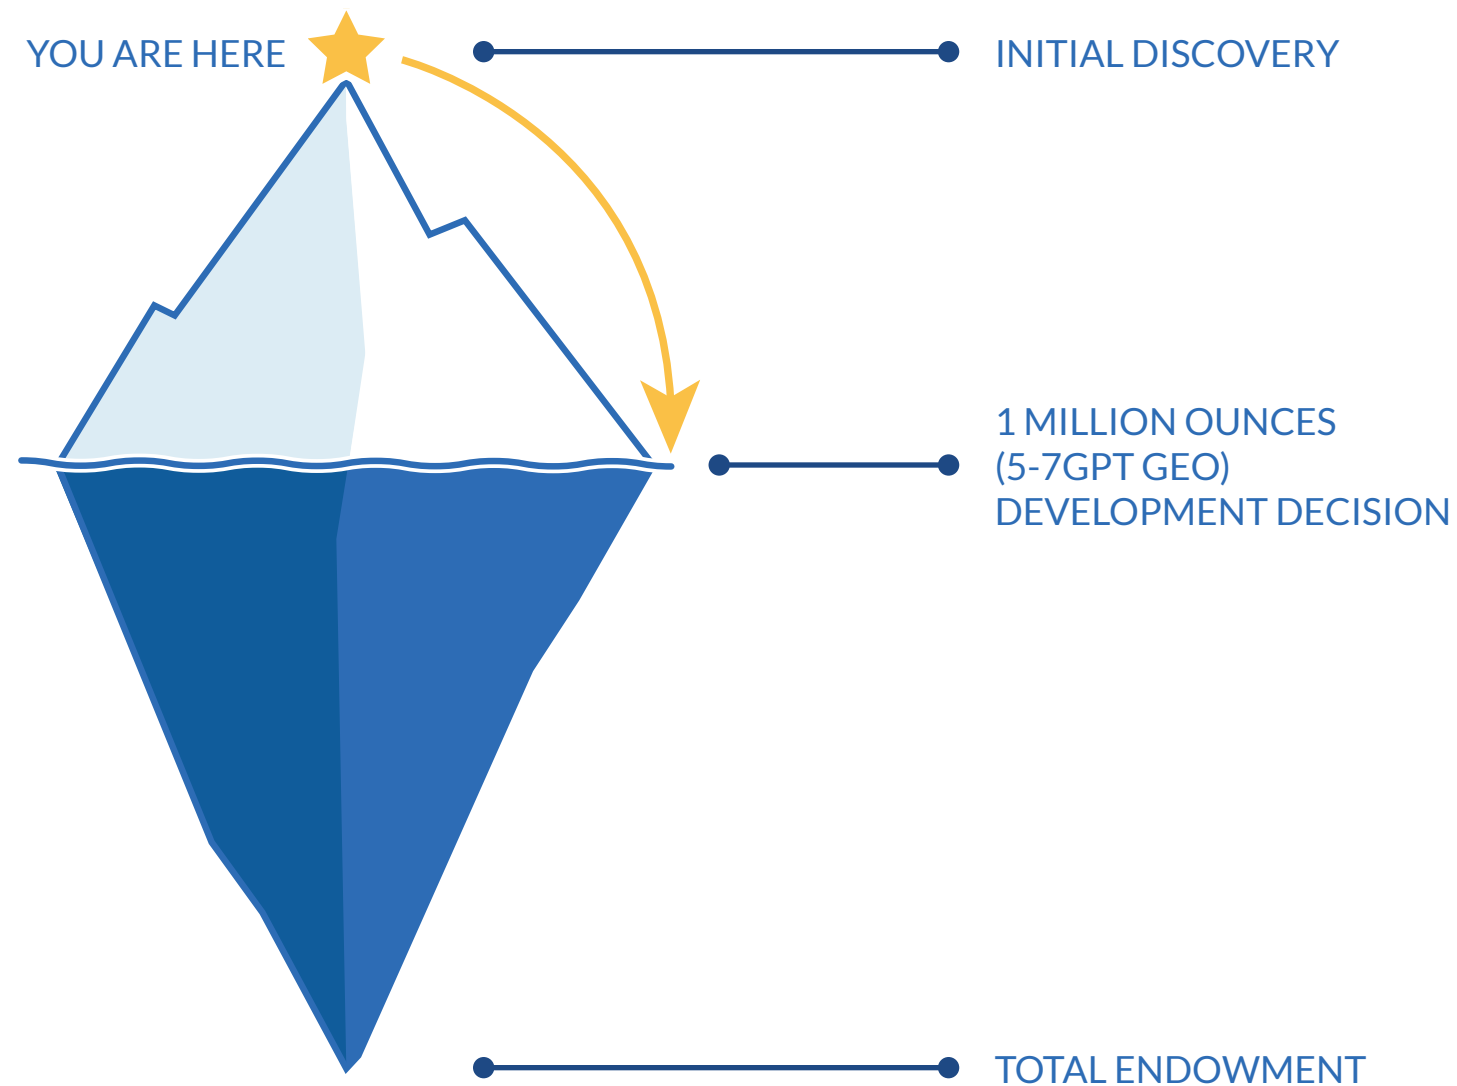 YOU ARE HERE
INITIAL DISCOVERY
1 MILLION OUNCES
(5-7GPT GEO)
DEVELOPMENT DECISION
TOTAL ENDOWMENT